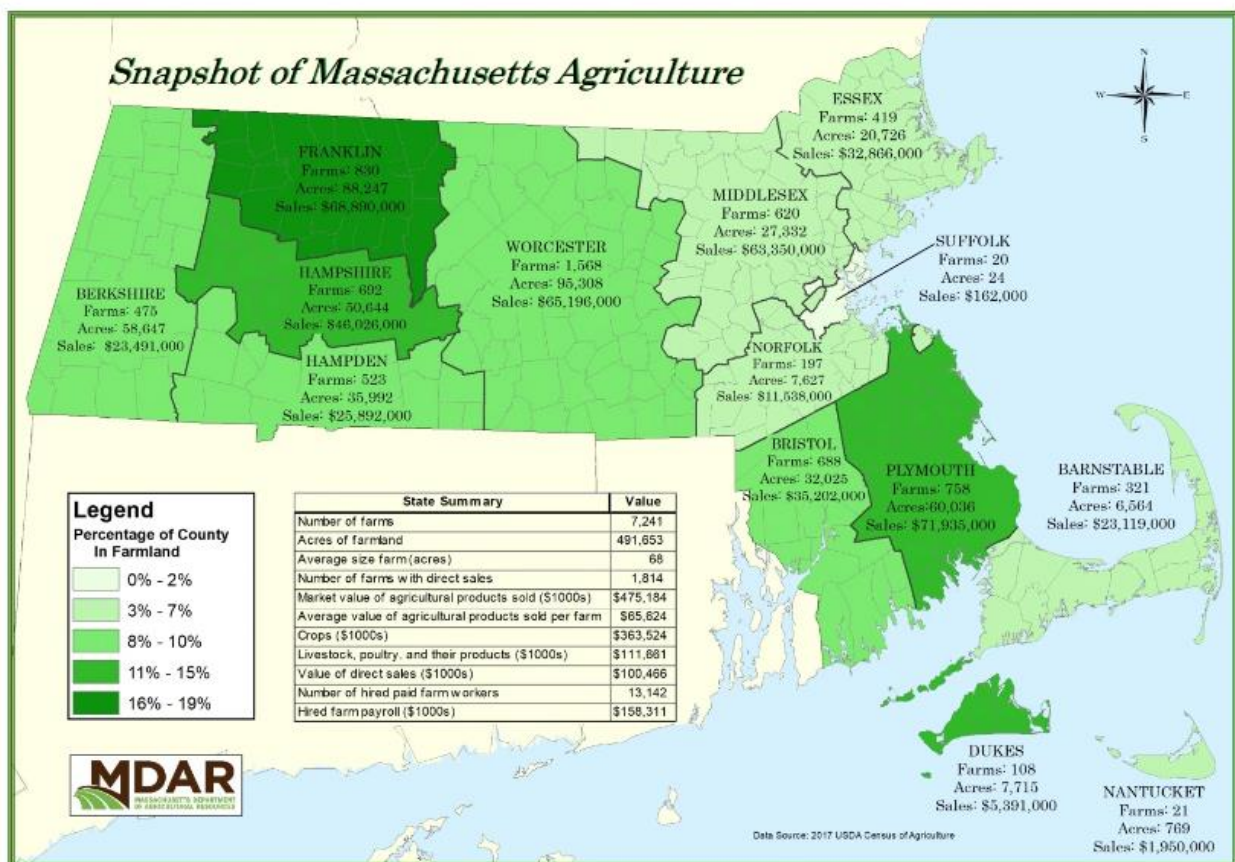 Snapshot of Massachusetts Agriculture
N
W
E
S
ESSEX
Farms: 419
Acres: 20,726
Sales: $32,866,000
FRANKLIN
Farms: 830
Acres: 88,247
Sales: $68,890,000
MIDDLESEX
Farms: 620
Acres: 27,332
Sales: $63,350,000
SUFFOLK
Farms: 20
Acres: 24
Sales: $162,000
WORCESTER
Farms: 1,568
Acres: 95,308
Sales: $65,196,000
HAMPSHIRE
Farms: 692
Acres: 50,644
Sales: $46,026,000
BERKSHIRE
Farms: 475
Acres: 58,647
Sales: $23,491,000
HAMPDEN
Farms: 523
Acres: 35,992
Sales: $25,892,000
NORFOLK
Farms: 197
Acres: 7,627
Sales: $11,538,000
BRISTOL
Farms: 688
Acres: 32,025
Sales: $35,202,000
PLYMOUTH
Farms: 758
Acres:60,036
Sales: $71,935,000
BARNSTABLE
Farms: 321
Acres: 6,564
Sales: $23,119,000
Legend
Percentage of County
In Farmland
0% - 2%
3% - 7%
8% - 10%
11% - 15%
16% - 19%
State Summary Value
Number of farms 7,241
Acres of farmland 491,653
Average size farm (acres) 68
Number of farms with direct sales 1,814
Market value of agricultural products sold ($1000s) $475,184
Average value of agricultural products sold per farm $65,624
Crops ($1000s) $363,524
Livestock, poultry, and their products ($1000s) $111,661
Value of direct sales ($1000s) $100,466
Number of hired paid farm workers 13,142
Hired farm payroll ($1000s) $158,311
DUKES
Farms: 108
Acres: 7,715
Sales: $5,391,000
NANTUCKET
Farms: 21
Acres: 769
Sales: $1,950,000
MDAR
MASSACHUSETTS DEPARTMENT
OF AGRICULTURAL RESOURCES
Data Source: 2017 USDA Census of Agriculture